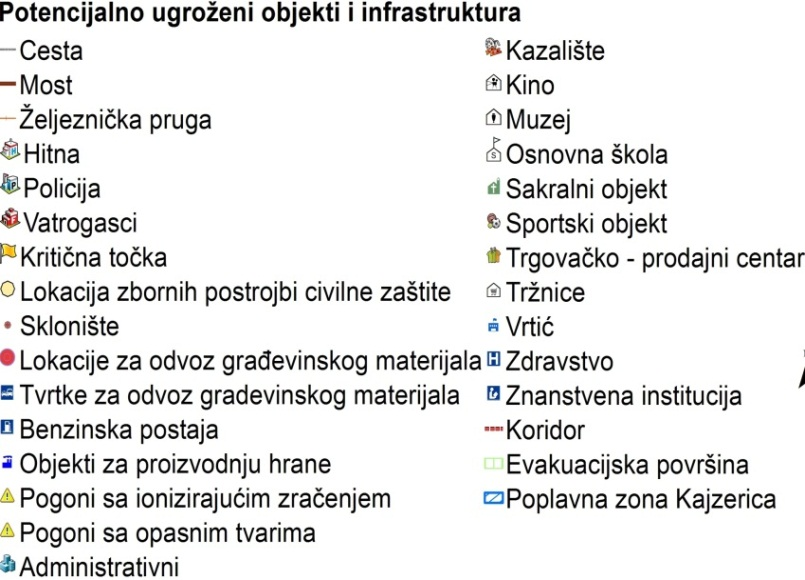 Potencijalno ugroženi objekti i infrastruktura
Cesta
Most
Željeznička pruga
Hitna
Policija
Vatrogasci
Kritična točka
Lokacija zbornih postrojbi civilne zaštite
Sklonište
Lokacije za odvoz građevinskog materijala
Tvrtke za odvoz gradevinskog materijala
Benzinska postaja
Objekti za proizvodnju hrane
Pogoni sa ionizirajućim zračenjem
Pogoni sa opasnim tvarima
Administrativni
Kazalište
Kino
Muzej
Osnovna škola
Sakralni objekt
Sportski objekt
Trgovačko - prodajni centar
Tržnice
Vrtić
Zdravstvo
Znanstvena institucija
Koridor
Evakuacijska površina
Poplavna zona Kajzerica